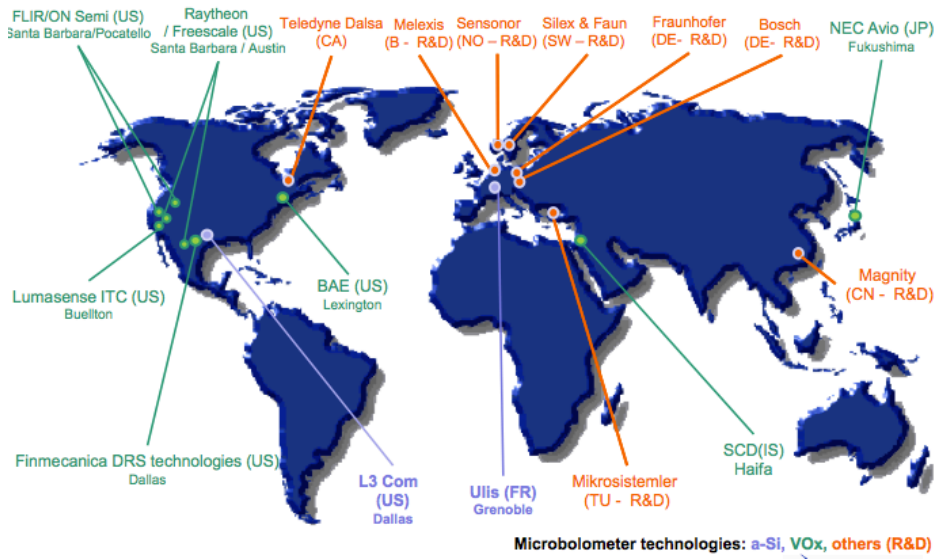 FLIR/ON Semi (US)
Santa Barbara/Pocatello
Raytheon
/ Freescale (US)
Santa Barbara / Austin
Teledyne Dalsa
(CA)
Melexis
(B - R&D)
Sensonor
(NO – R&D)
Silex & Faun
(SW – R&D)
Fraunhofer
(DE- R&D)
Bosch
(DE- R&D)
NEC Avio (JP)
Fukushima
Lumasense ITC (US)
Buellton
BAE (US)
Lexington
Magnity
(CN - R&D)
Finmecanica DRS technologies (US)
Dallas
L3 Com
(US)
Dallas
Ulis (FR)
Grenoble
Mikrosistemler
(TU - R&D)
SCD(IS)
Haifa
Microbolometer technologies: a-Si, VOx, others (R&D)